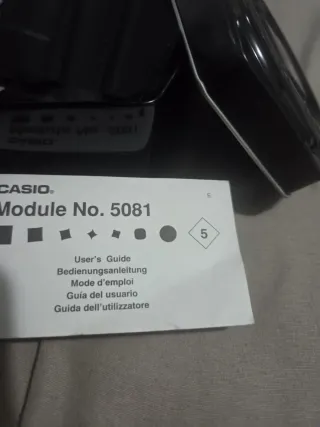 CASIO®
Module No. 5081
5
User's Guide
Bedienungsanleitung
Mode d'emploi
Guía del usuario
Guida dell'utilizzatore